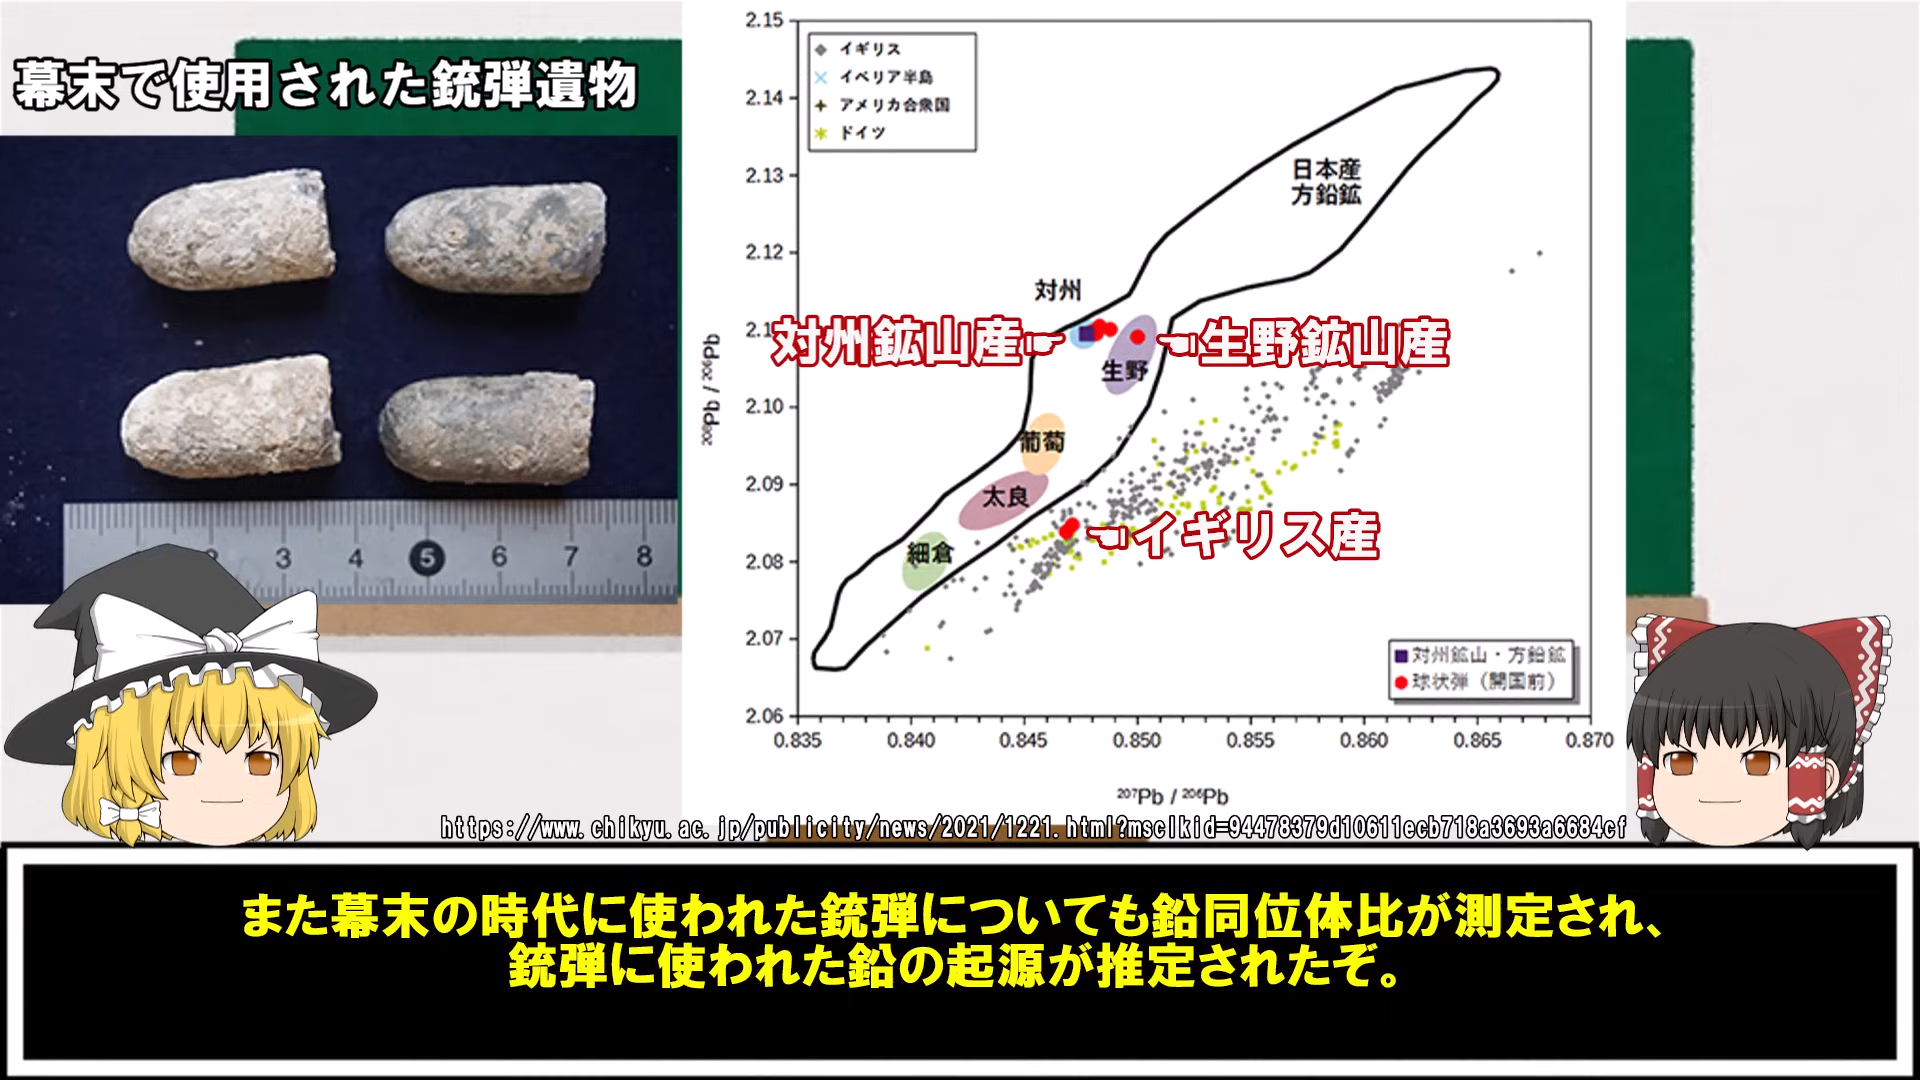 幕末で使用された銃弾遺物
2 3 4 5 6 7 8
2.15
2.14
2.13
2.12
2.1
2.10
2.09
2.08
2.07
2.06
²⁰⁸Pb / ²⁰⁶Pb
イギリス
イベリア半島
アメリカ合衆国
ドイツ
日本産
方鉛鉱
対州
対州鉱山産☞
☜生野鉱山産
生野
葡萄
太良
細倉
☜イギリス産
対州鉱山・方鉛鉱
球状弾（開国前）
0.835 0.840 0.845 0.850 0.855 0.860 0.865 0.870
²⁰⁷Pb / ²⁰⁶Pb
https://www.chikyu.ac.jp/publicity/news/2021/1221.html?msclkid=94478379d10611ecb718a3693a6684cf
また幕末の時代に使われた銃弾についても鉛同位体比が測定され、
銃弾に使われた鉛の起源が推定されたぞ。